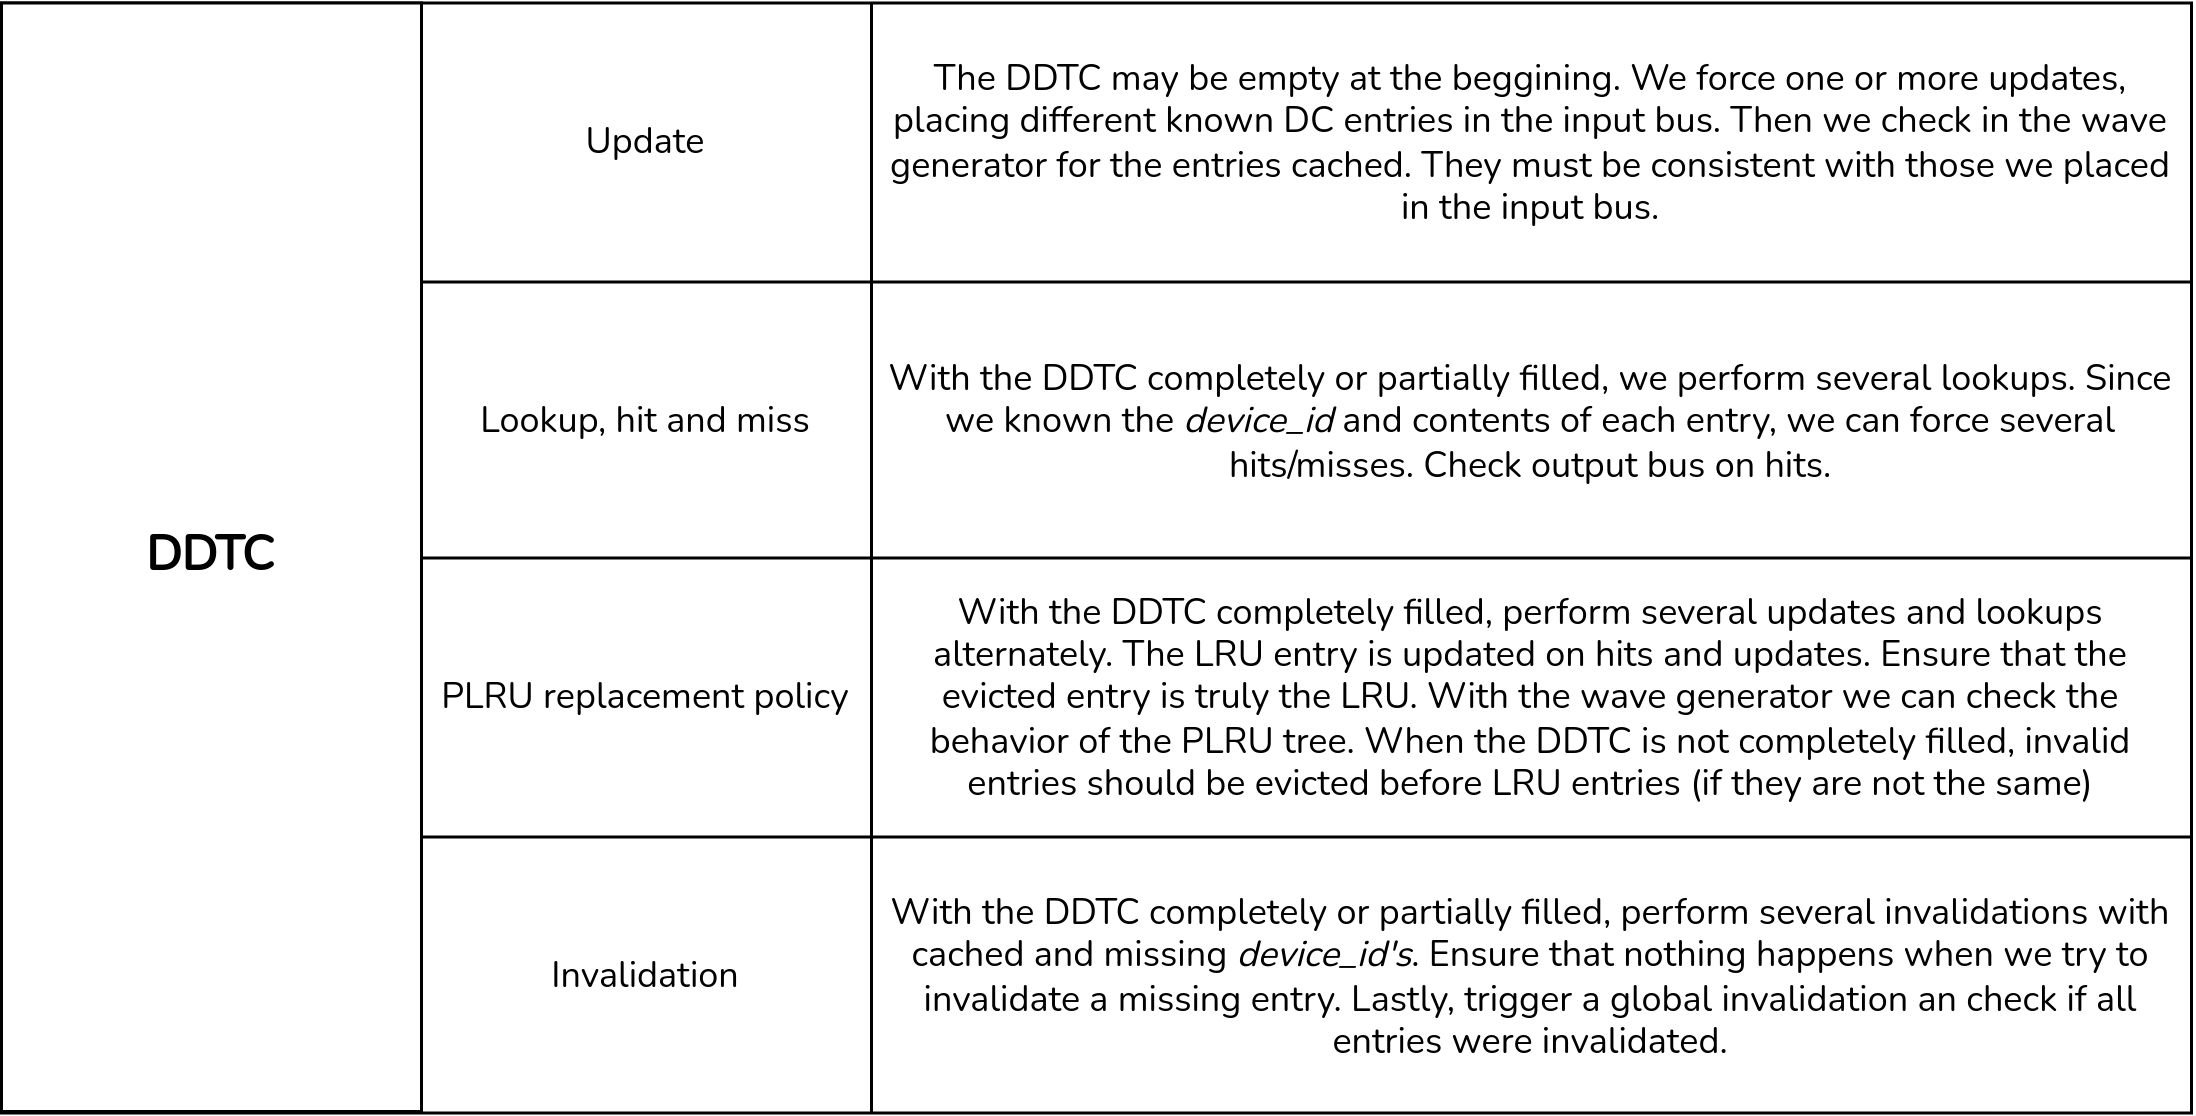 DDTC
Update
The DDTC may be empty at the beggining. We force one or more updates,
placing different known DC entries in the input bus. Then we check in the wave
generator for the entries cached. They must be consistent with those we placed
in the input bus.
Lookup, hit and miss
With the DDTC completely or partially filled, we perform several lookups. Since
we known the device_id and contents of each entry, we can force several
hits/misses. Check output bus on hits.
PLRU replacement policy
With the DDTC completely filled, perform several updates and lookups
alternately. The LRU entry is updated on hits and updates. Ensure that the
evicted entry is truly the LRU. With the wave generator we can check the
behavior of the PLRU tree. When the DDTC is not completely filled, invalid
entries should be evicted before LRU entries (if they are not the same)
Invalidation
With the DDTC completely or partially filled, perform several invalidations with
cached and missing device_id's. Ensure that nothing happens when we try to
invalidate a missing entry. Lastly, trigger a global invalidation an check if all
entries were invalidated.